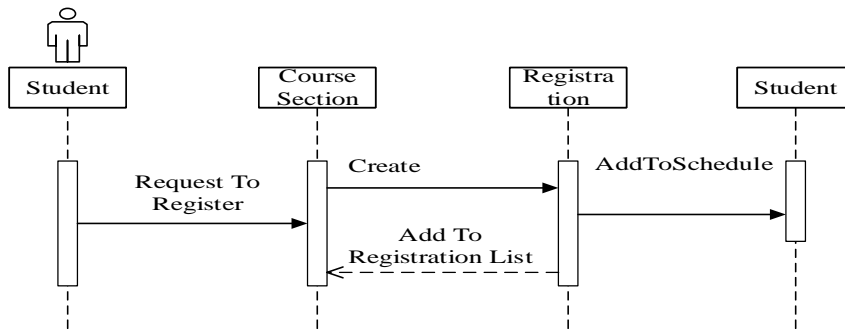 Student
Course
Section
Registra
tion
Student
Request To
Register
Create
AddToSchedule
Add To
Registration List